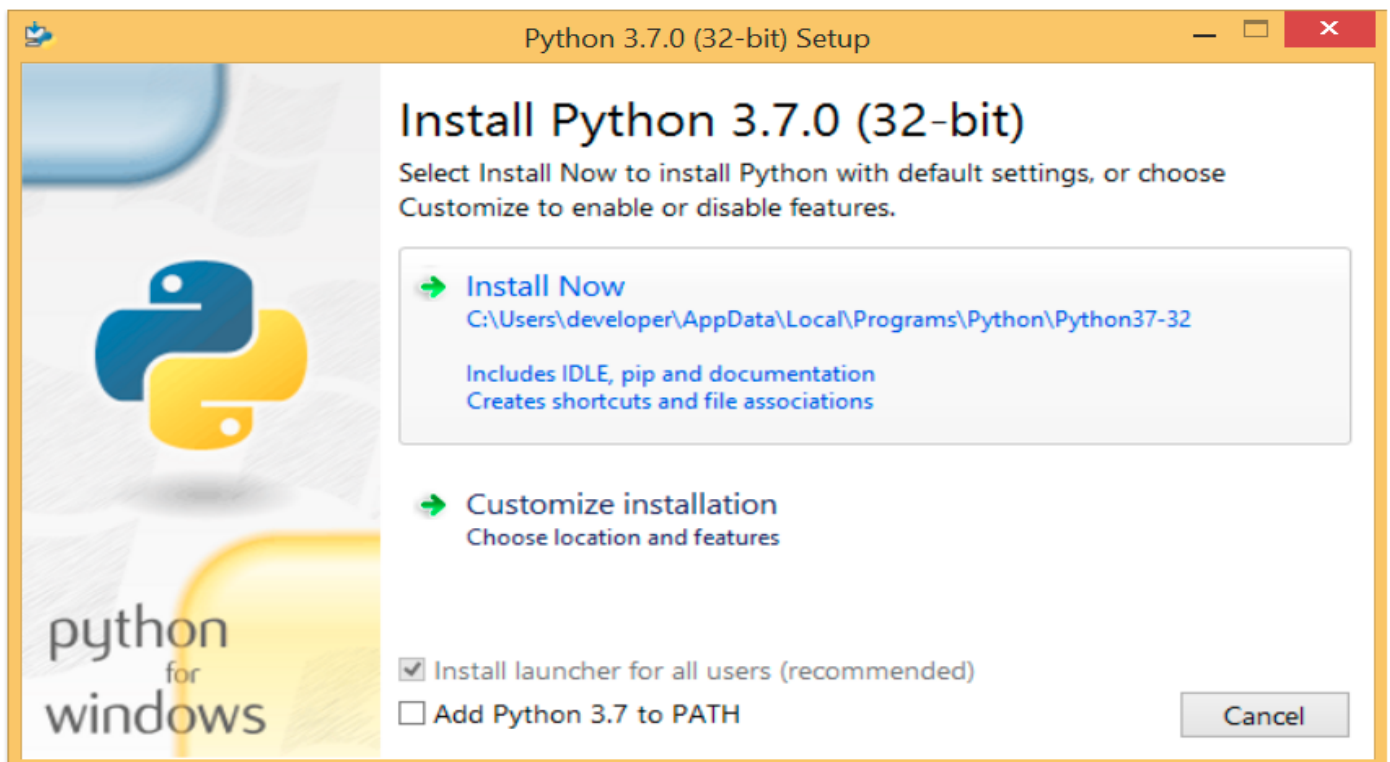 Python 3.7.0 (32-bit) Setup
Install Python 3.7.0 (32-bit)
Select Install Now to install Python with default settings, or choose
Customize to enable or disable features.
Install Now
C:\Users\developer\AppData\Local\Programs\Python\Python37-32
Includes IDLE, pip and documentation
Creates shortcuts and file associations
Customize installation
Choose location and features
python
for
windows
Install launcher for all users (recommended)
Add Python 3.7 to PATH
Cancel